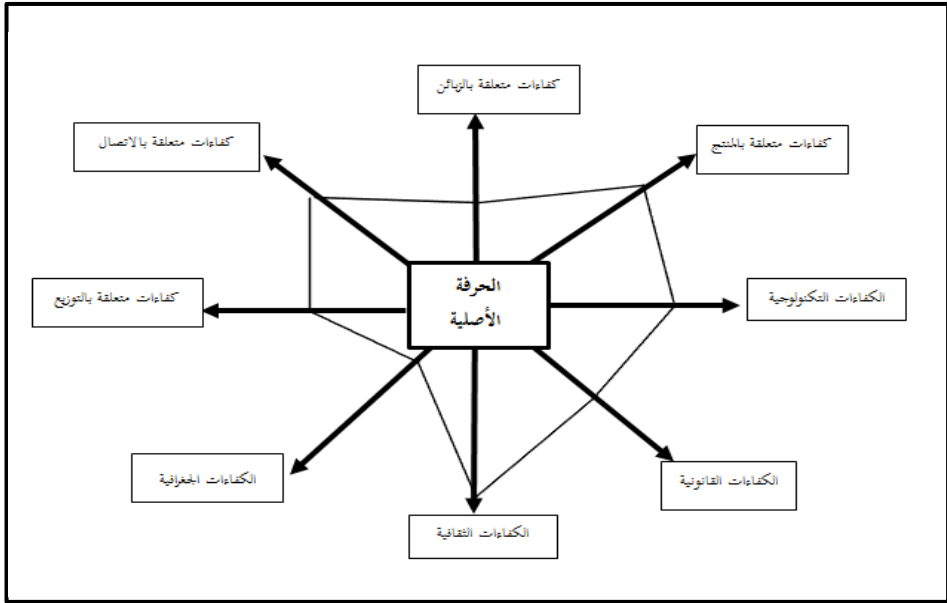 كفاءات متعلقة بالزبائن
كفاءات متعلقة بالمنتج
كفاءات متعلقة بالاتصال
الحرفة
الأصلية
الكفاءات التكنولوجية
كفاءات متعلقة بالتوزيع
الكفاءات القانونية
الكفاءات الجغرافية
الكفاءات الثقافية